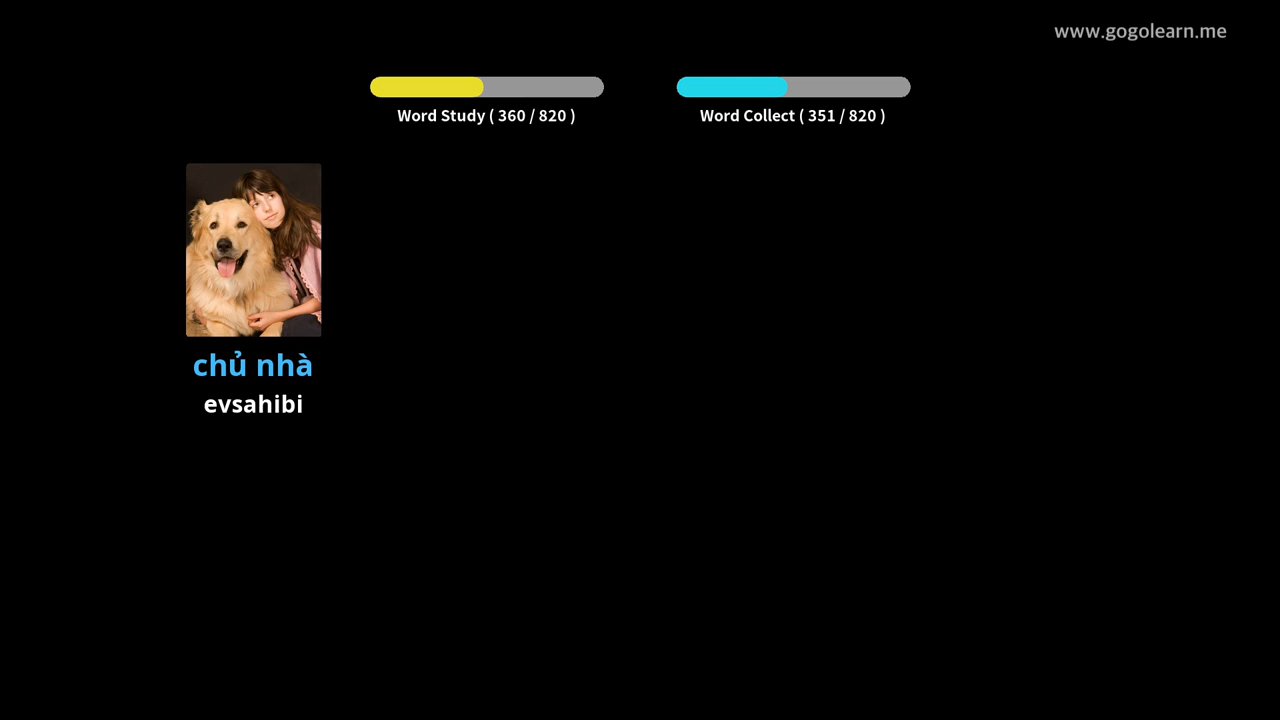 www.gogolearn.me
Word Study ( 360 / 820 )
Word Collect ( 351 / 820 )
chủ nhà
evsahibi